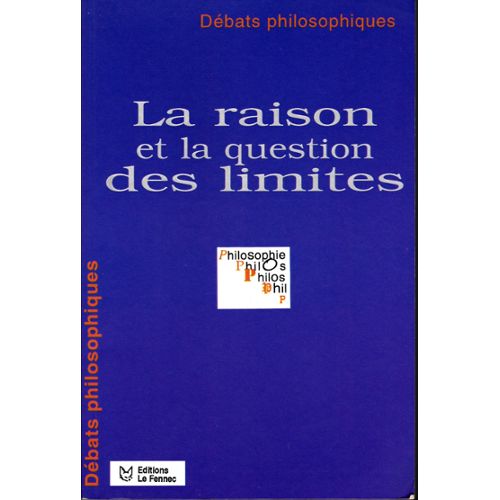 Débats philosophiques
La raison
et la question
des limites
Philosophie
PhilOs
Philos
Phil
P
Débats philosophiques
Editions
Le Fennec